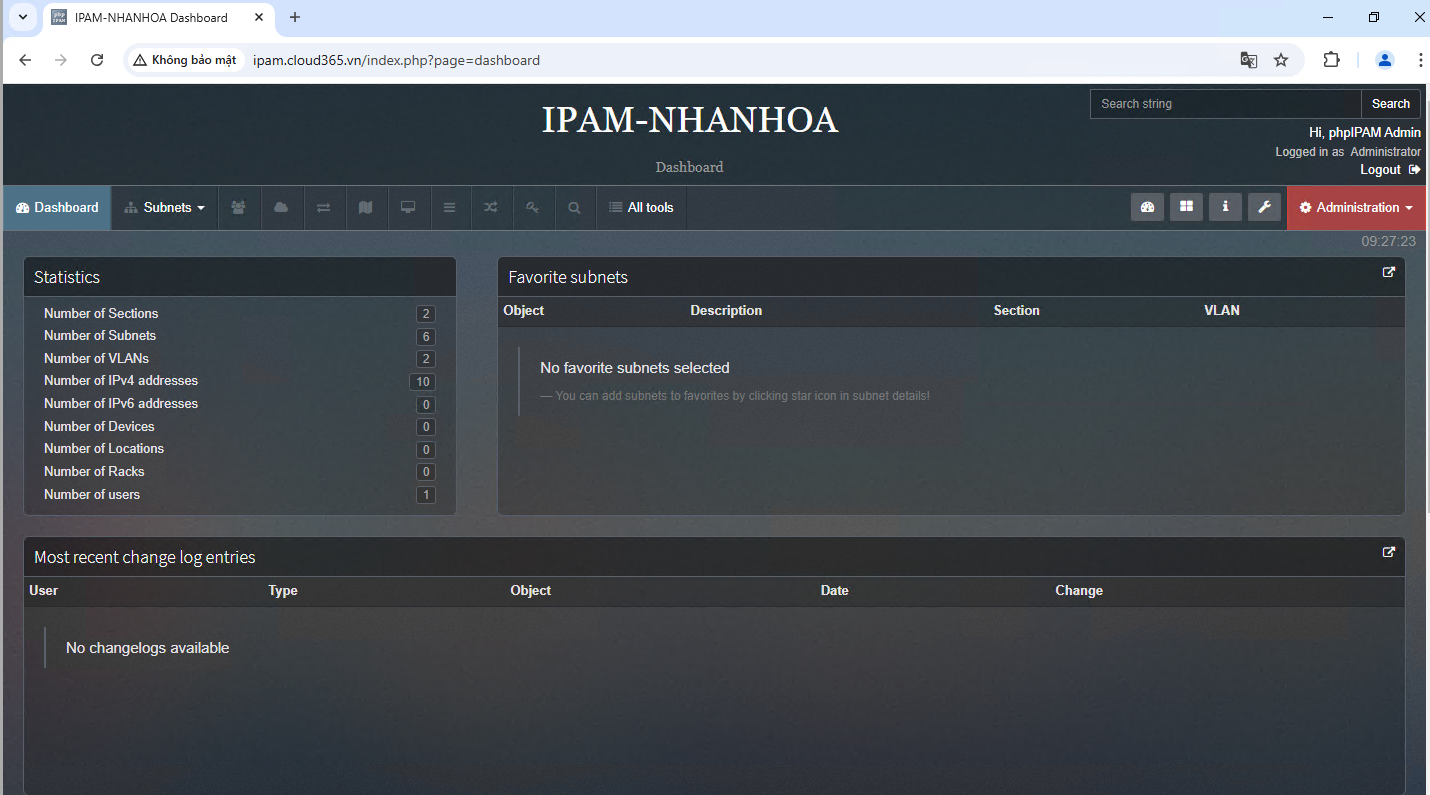 IPAM-NHANHOA Dashboard
Không bảo mật
ipam.cloud365.vn/index.php?page=dashboard
IPAM-NHANHOA
Dashboard
Search string
Search
Hi, phpIPAM Admin
Logged in as Administrator
Logout
Dashboard
Subnets
All tools
Administration
09:27:23
Statistics
Number of Sections 2
Number of Subnets 6
Number of VLANs 2
Number of IPv4 addresses 10
Number of IPv6 addresses 0
Number of Devices 0
Number of Locations 0
Number of Racks 0
Number of users 1
Favorite subnets
Object Description Section VLAN
No favorite subnets selected
— You can add subnets to favorites by clicking star icon in subnet details!
Most recent change log entries
User Type Object Date Change
No changelogs available